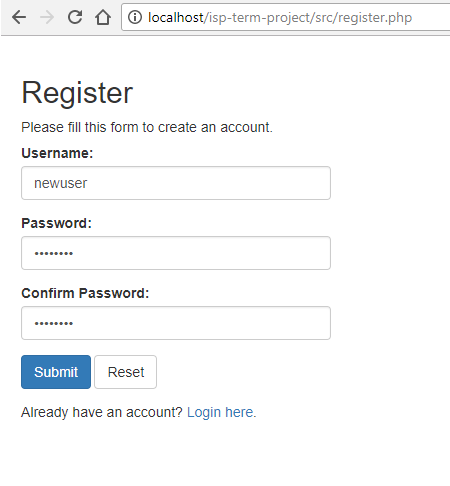 localhost/isp-term-project/src/register.php
Register
Please fill this form to create an account.
Username:
newuser
Password:
••••••••
Confirm Password:
••••••••
Submit Reset
Already have an account? Login here.